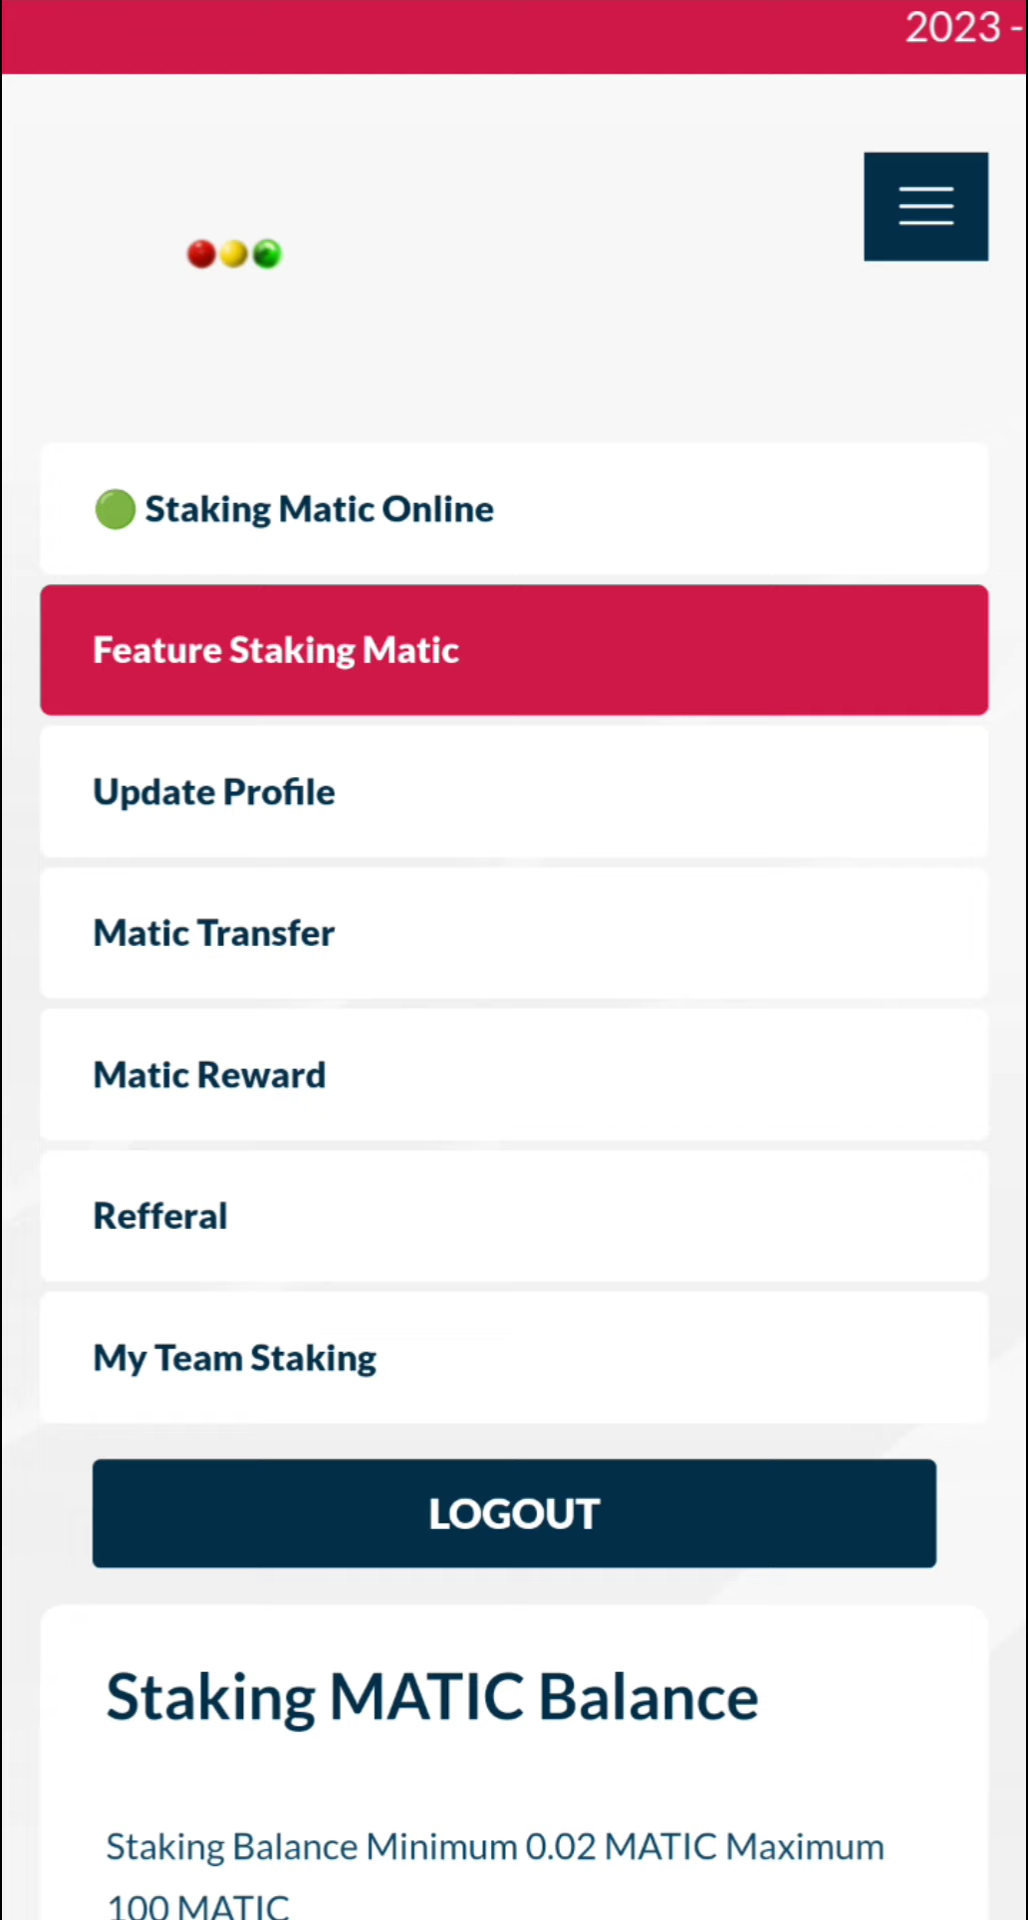 2023 -
Staking Matic Online
Feature Staking Matic
Update Profile
Matic Transfer
Matic Reward
Refferal
My Team Staking
LOGOUT
Staking MATIC Balance
Staking Balance Minimum 0.02 MATIC Maximum
100 MATIC